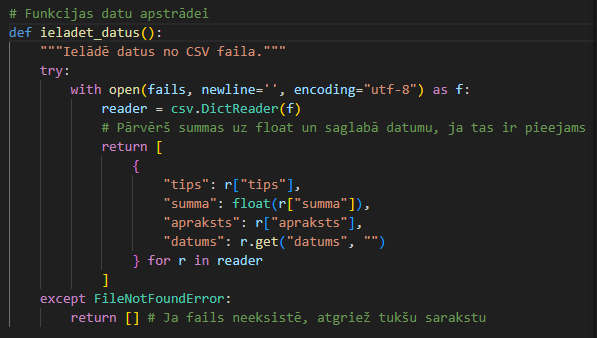 # Funkcijas datu apstrādei
def ieladet_datus():
    """Ielādē datus no CSV faila."""
    try:
        with open(fails, newline='', encoding="utf-8") as f:
            reader = csv.DictReader(f)
            # Pārvērš summas uz float un saglabā datumu, ja tas ir pieejams
            return [
                {
                    "tips": r["tips"],
                    "summa": float(r["summa"]),
                    "apraksts": r["apraksts"],
                    "datums": r.get("datums", "")
                } for r in reader
            ]
    except FileNotFoundError:
        return [] # Ja fails neeksistē, atgriež tukšu sarakstu